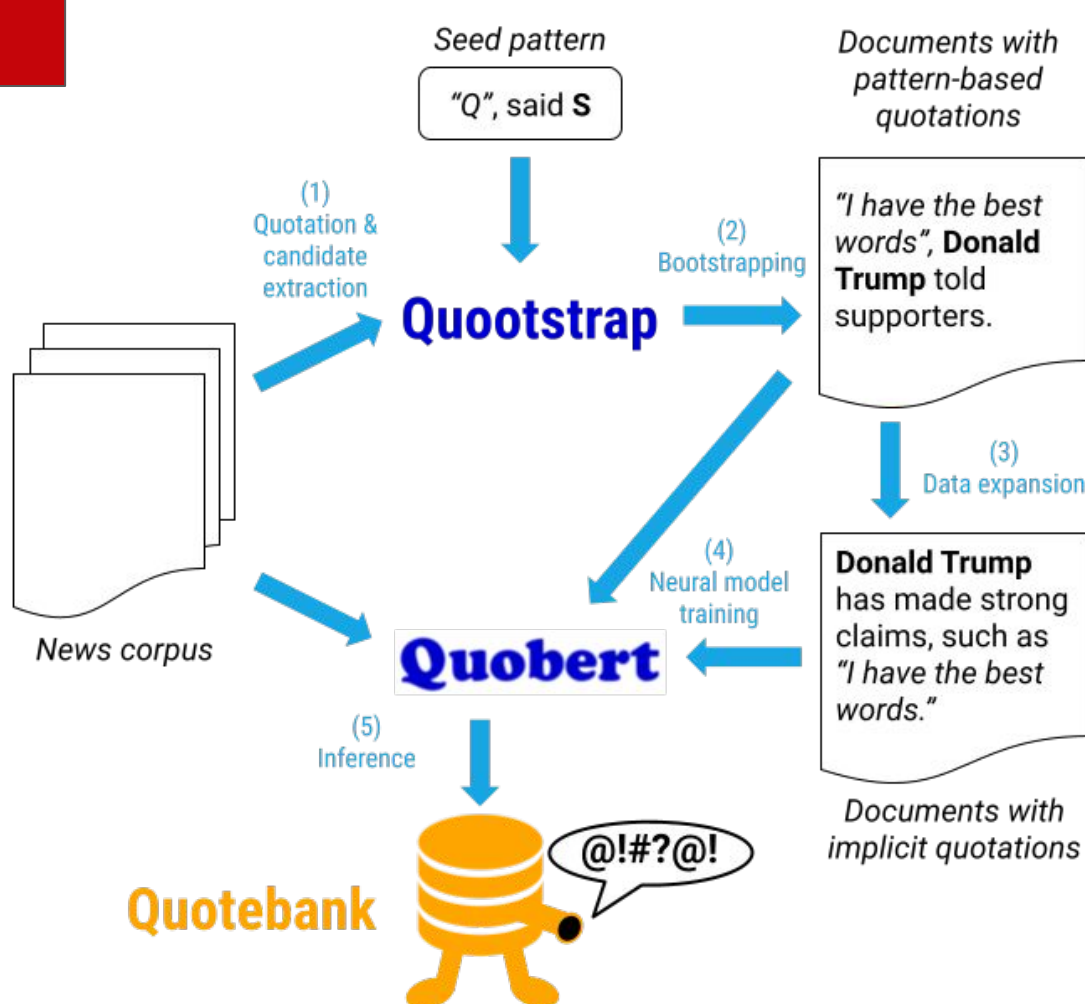 Seed pattern
“Q”, said S
Documents with
pattern-based
quotations
(1)
Quotation &
candidate
extraction
(2)
Bootstrapping
“I have the best
words”, Donald
Trump told
supporters.
Quootstrap
(3)
Data expansion
News corpus
(4)
Neural model
training
Donald Trump
has made strong
claims, such as
“I have the best
words.”
Quobert
(5)
Inference
Documents with
implicit quotations
@!#?@!
Quotebank